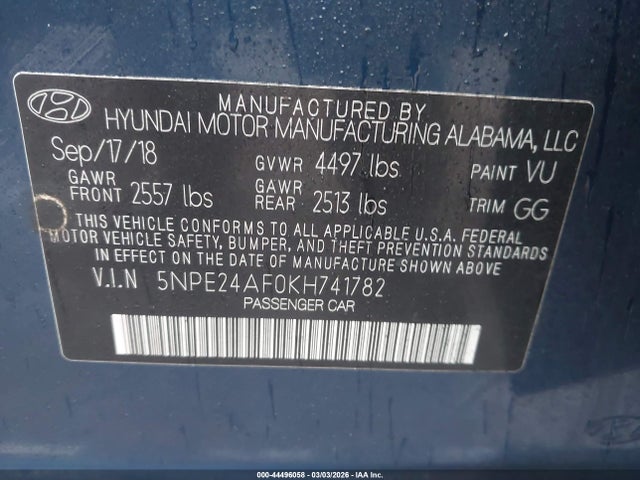 MANUFACTURED BY
HYUNDAI MOTOR MANUFACTURING ALABAMA, LLC
Sep/17/18 GVWR 4497 lbs PAINT VU
GAWR FRONT 2557 lbs GAWR REAR 2513 lbs TRIM GG
THIS VEHICLE CONFORMS TO ALL APPLICABLE U.S.A. FEDERAL
MOTOR VEHICLE SAFETY, BUMPER, AND THEFT PREVENTION STANDARDS
IN EFFECT ON THE DATE OF MANUFACTURE SHOWN ABOVE
V.I.N 5NPE24AF0KH741782
PASSENGER CAR
000-44496058 - 03/03/2026 - IAA Inc.